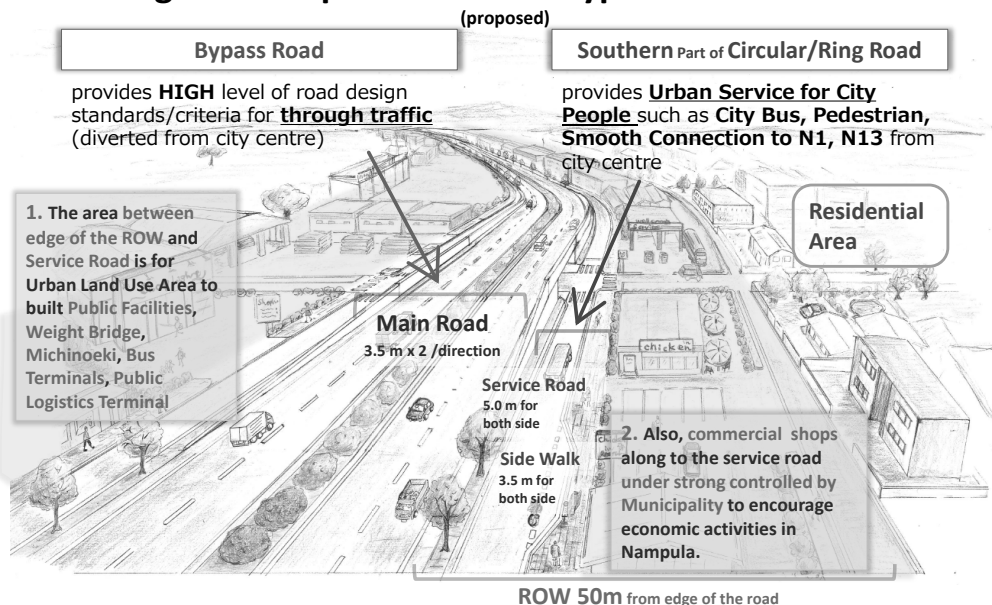 (proposed)
Bypass Road
Southern Part of Circular/Ring Road
provides HIGH level of road design
standards/criteria for through traffic
(diverted from city centre)
provides Urban Service for City
People such as City Bus, Pedestrian,
Smooth Connection to N1, N13 from
city centre
1. The area between
edge of the ROW and
Service Road is for
Urban Land Use Area to
built Public Facilities,
Weight Bridge,
Michinoeki, Bus
Terminals, Public
Logistics Terminal
Residential
Area
Main Road
3.5 m x 2 /direction
chicken
Service Road
5.0 m for
both side
Side Walk
3.5 m for
both side
2. Also, commercial shops
along to the service road
under strong controlled by
Municipality to encourage
economic activities in
Nampula.
ROW 50m from edge of the road